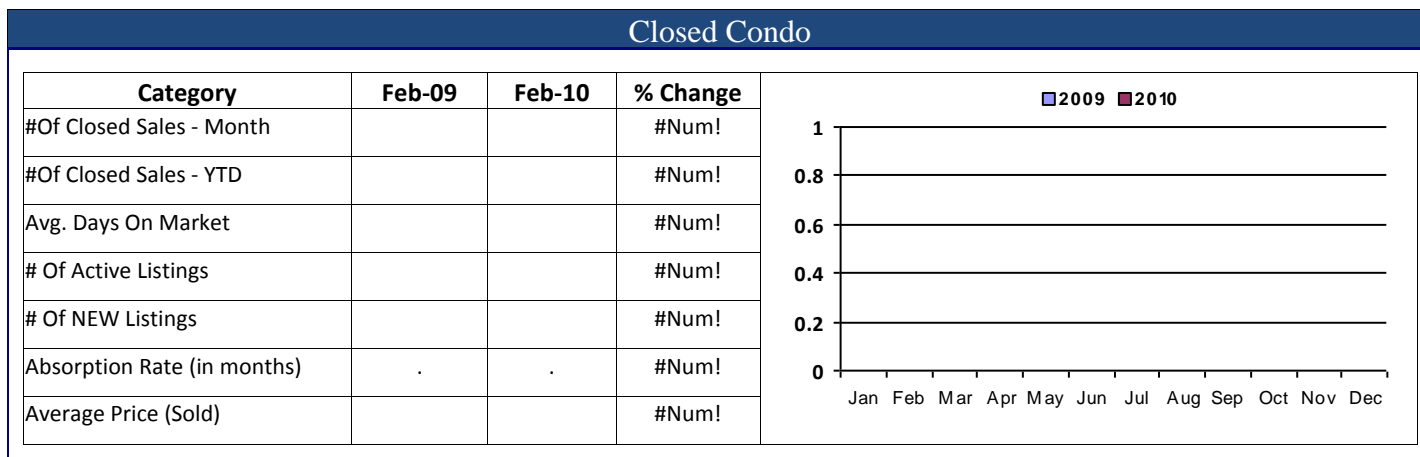 Closed Condo
Category Feb-09 Feb-10 % Change
#Of Closed Sales - Month #Num!
#Of Closed Sales - YTD #Num!
Avg. Days On Market #Num!
# Of Active Listings #Num!
# Of NEW Listings #Num!
Absorption Rate (in months) . . #Num!
Average Price (Sold) #Num!
2009 2010
1
0.8
0.6
0.4
0.2
0
Jan Feb Mar Apr May Jun Jul Aug Sep Oct Nov Dec